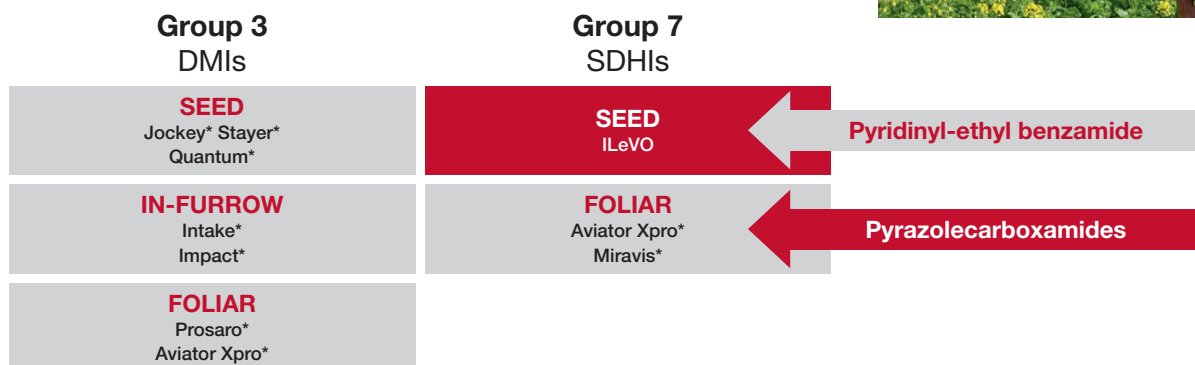 Group 3
DMIs
SEED
Jockey* Stayer*
Quantum*
IN-FURROW
Intake*
Impact*
FOLIAR
Prosaro*
Aviator Xpro*
Group 7
SDHIs
SEED
ILeVO
Pyridinyl-ethyl benzamide
FOLIAR
Aviator Xpro*
Miravis*
Pyrazolecarboxamides